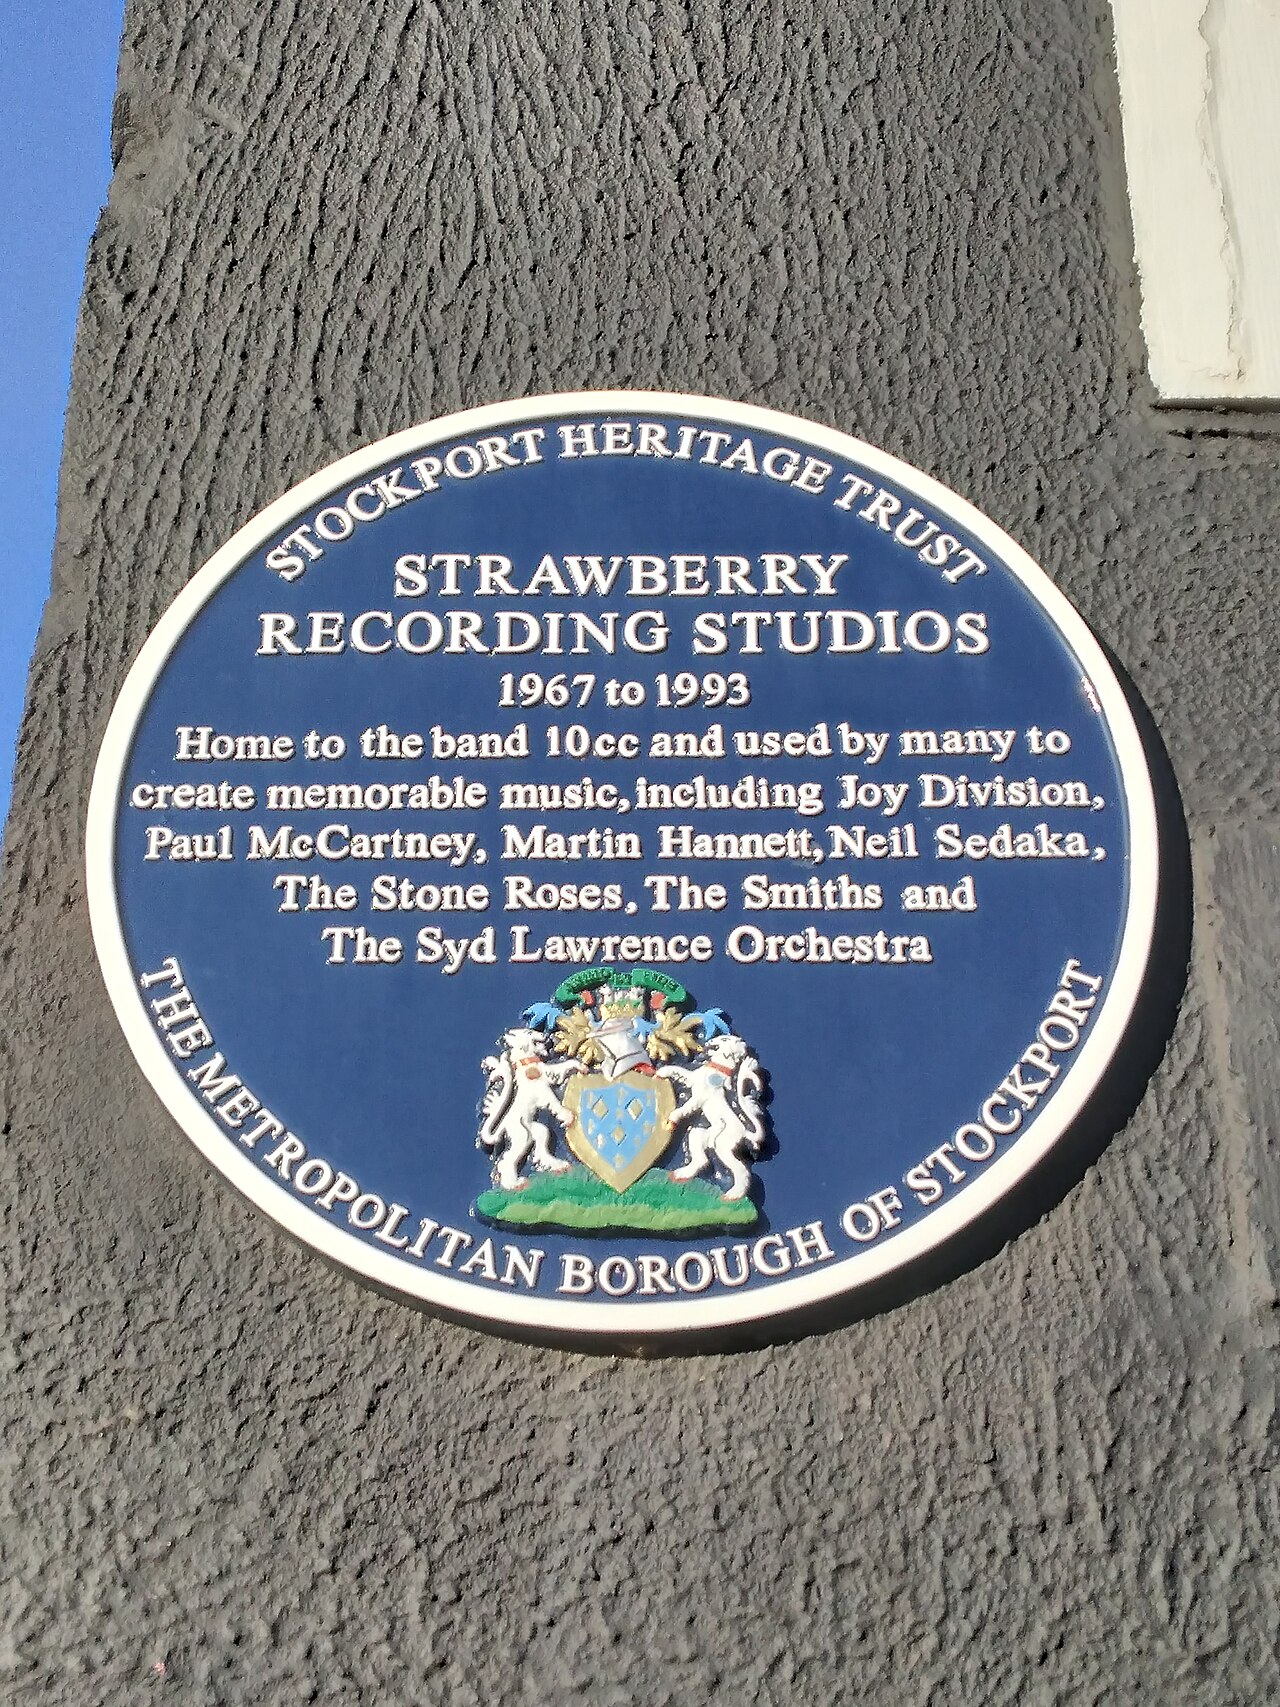 STOCKPORT HERITAGE TRUST
STRAWBERRY
RECORDING STUDIOS
1967 to 1993
Home to the band 10cc and used by many to
create memorable music, including Joy Division,
Paul McCartney, Martin Hannett, Neil Sedaka,
The Stone Roses, The Smiths and
The Syd Lawrence Orchestra
THE METROPOLITAN BOROUGH OF STOCKPORT